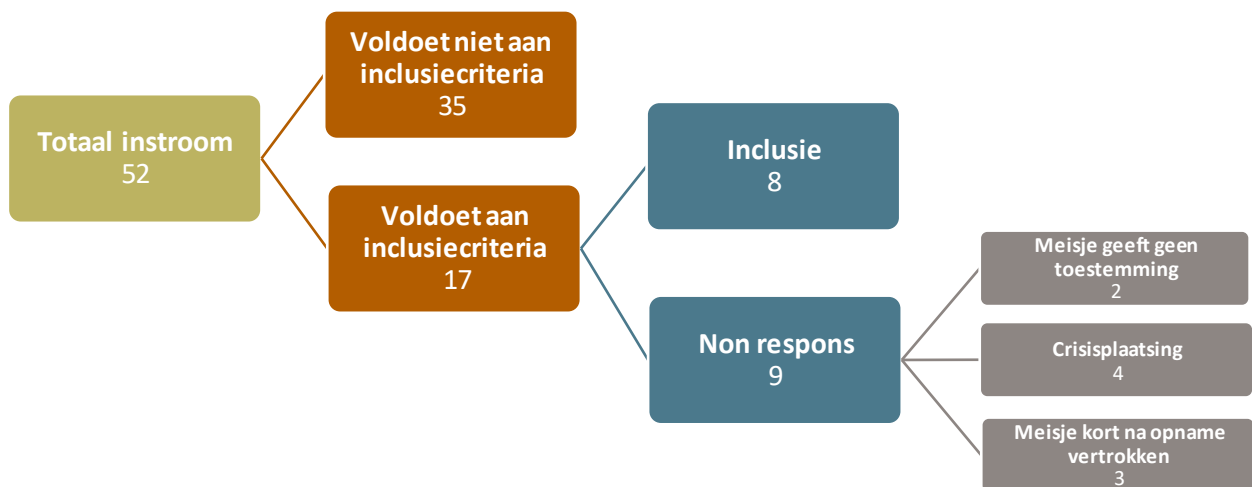 Totaal instroom
52
Voldoet niet aan
inclusiecriteria
35
Voldoet aan
inclusiecriteria
17
Inclusie
8
Non respons
9
Meisje geeft geen
toestemming
2
Crisisplaatsing
4
Meisje kort na opname
vertrokken
3